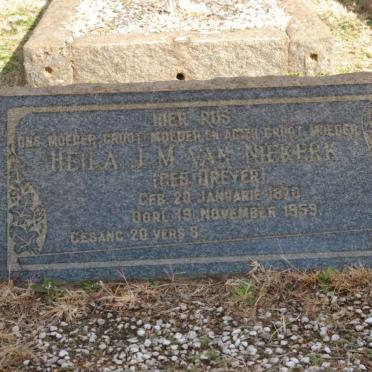 HIER RUS
ONS MOEDER, GROOT MOEDER EN AGTER GROOT MOEDER
HEILA J. M. VAN NIEKERK
(GEB DREYER)
GEB. 20 JANUARIE 1870
OORL. 19. NOVEMBER 1959.
GESANG 20 VERS 5